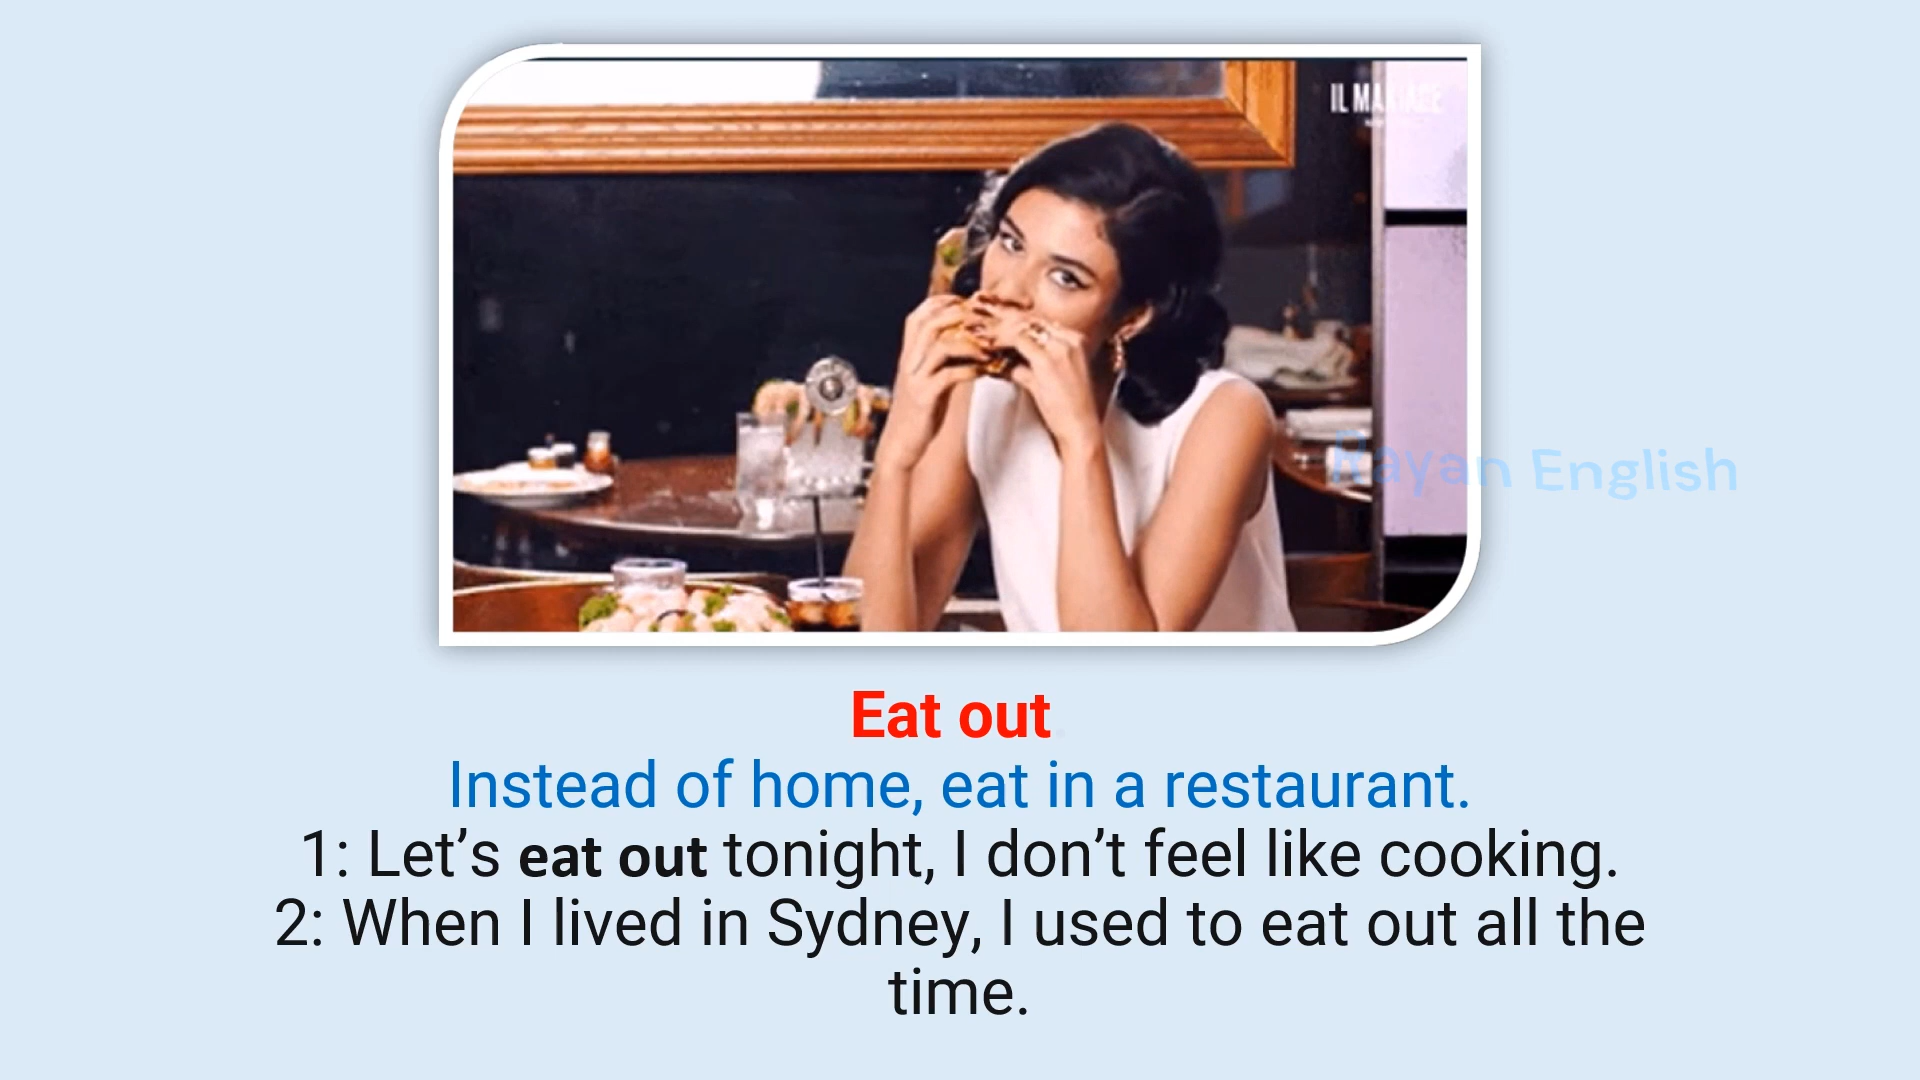 Rayan English
Eat out
Instead of home, eat in a restaurant.
1: Let’s eat out tonight, I don’t feel like cooking.
2: When I lived in Sydney, I used to eat out all the
time.